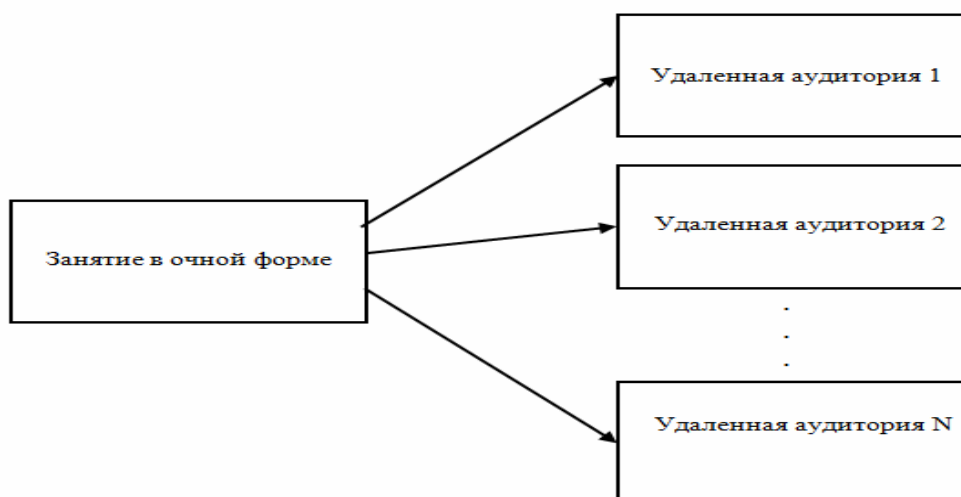 Удаленная аудитория 1
Удаленная аудитория 2
Занятие в очной форме
.
.
.
Удаленная аудитория N